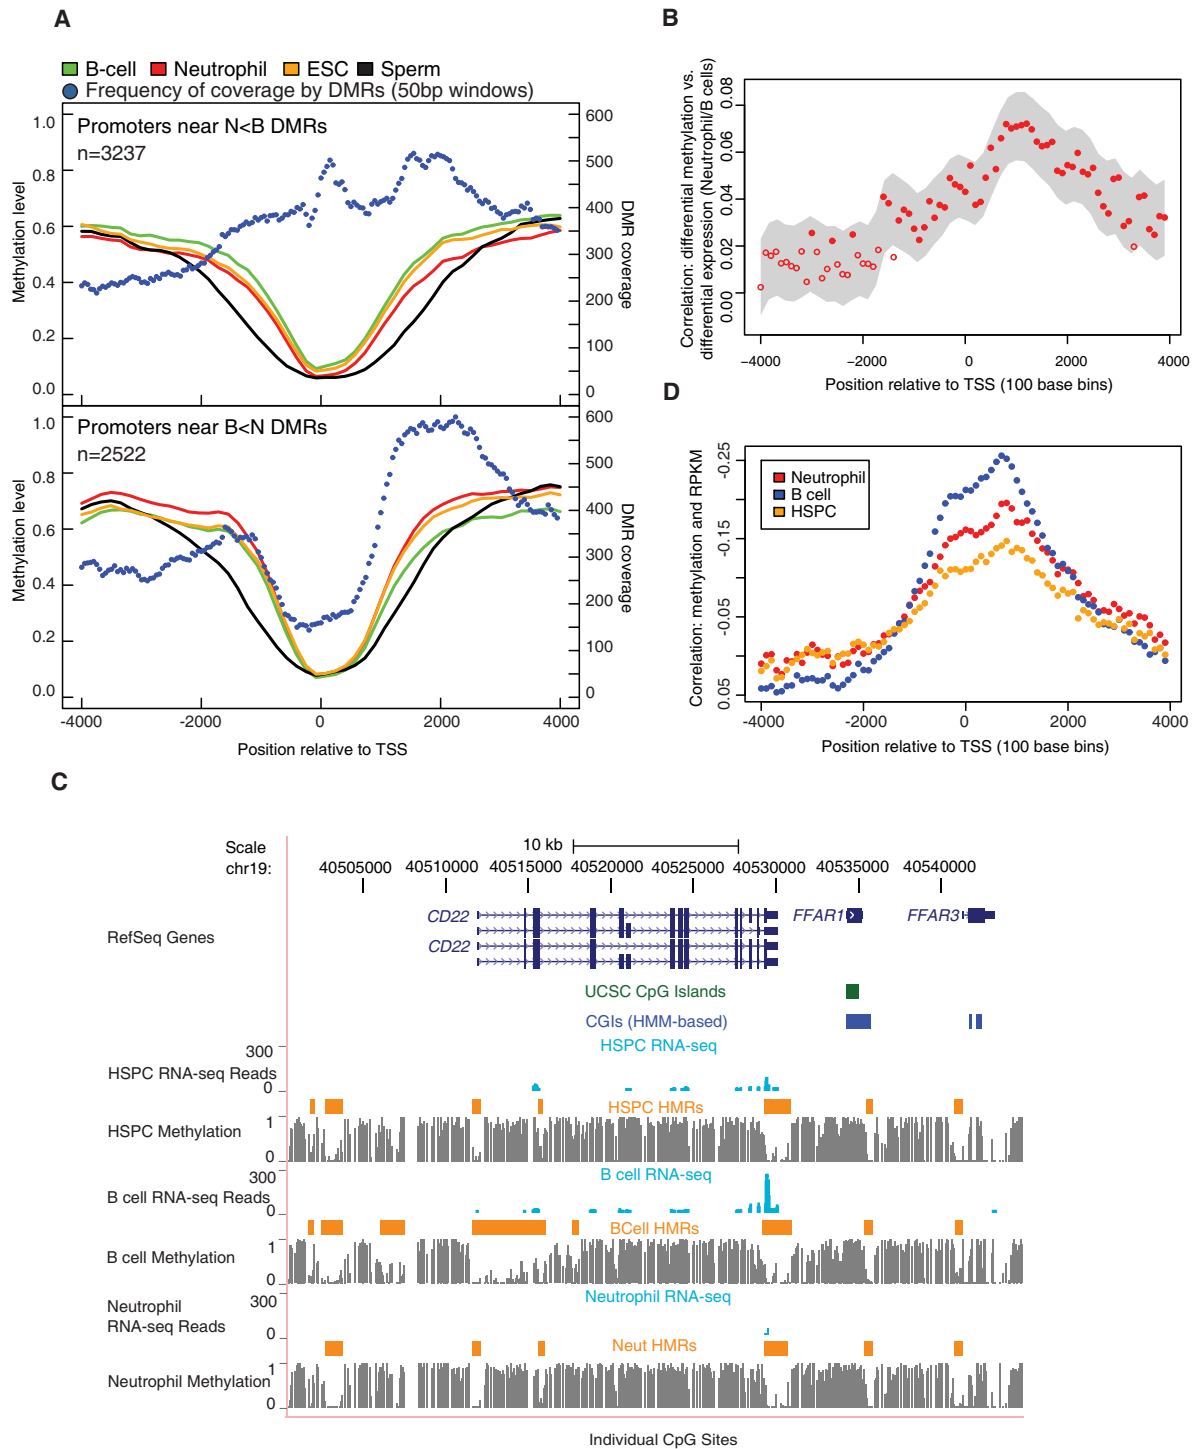 A
B-cell Neutrophil ESC Sperm
Frequency of coverage by DMRs (50bp windows)
Promoters near N<B DMRs
n=3237
Methylation level
1.0
0.8
0.6
0.4
0.2
0.0
600
500
400
300
200
100
0
DMR coverage
Promoters near B<N DMRs
n=2522
Methylation level
1.0
0.8
0.6
0.4
0.2
0.0
600
500
400
300
200
100
0
DMR coverage
-4000 -2000 0 2000 4000
Position relative to TSS
B
Correlation: differential methylation vs.
differential expression (Neutrophil/B cells)
0.08
0.06
0.04
0.02
0.00
−4000 −2000 0 2000 4000
Position relative to TSS (100 base bins)
D
Correlation: methylation and RPKM
-0.25
-0.15
-0.05
0.05
Neutrophil
B cell
HSPC
-4000 -2000 0 2000 4000
Position relative to TSS (100 base bins)
C
Scale
10 kb
chr19:
40505000 40510000 40515000 40520000 40525000 40530000 40535000 40540000
RefSeq Genes
CD22 FFAR1 FFAR3
CD22
UCSC CpG Islands
CGIs (HMM-based)
HSPC RNA-seq
300
HSPC RNA-seq Reads
0
HSPC HMRs
1
HSPC Methylation
0
B cell RNA-seq
300
B cell RNA-seq Reads
0
BCell HMRs
1
B cell Methylation
0
Neutrophil RNA-seq
300
Neutrophil
RNA-seq Reads
0
Neut HMRs
1
Neutrophil Methylation
0
Individual CpG Sites